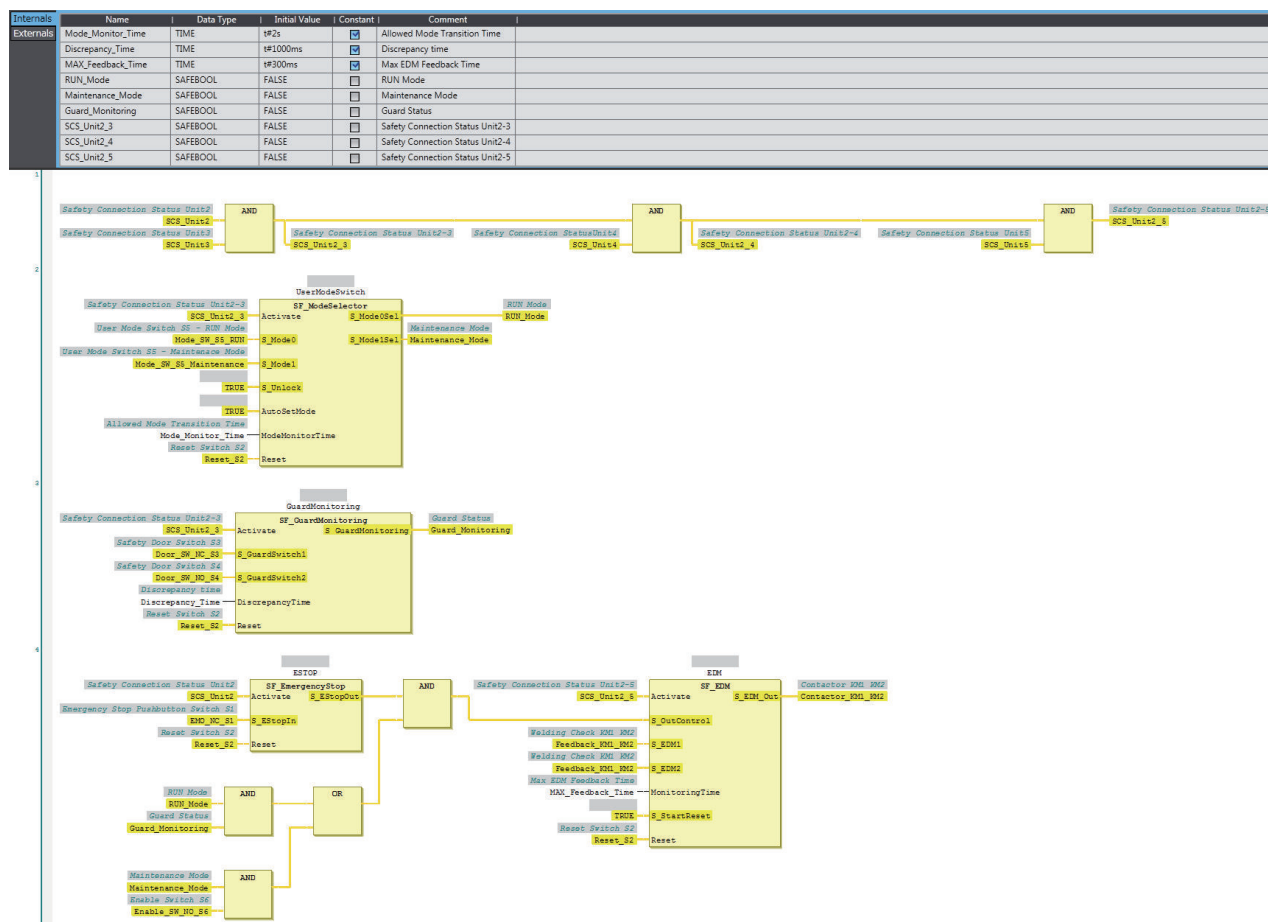 Internals Name Data Type Initial Value Constant Comment
Externals Mode_Monitor_Time TIME t#2s Allowed Mode Transition Time
Discrepancy_Time TIME t#1000ms Discrepancy time
MAX_Feedback_Time TIME t#300ms Max EDM Feedback Time
RUN_Mode SAFEBOOL FALSE RUN Mode
Maintenance_Mode SAFEBOOL FALSE Maintenance Mode
Guard_Monitoring SAFEBOOL FALSE Guard Status
SCS_Unit2_3 SAFEBOOL FALSE Safety Connection Status Unit2-3
SCS_Unit2_4 SAFEBOOL FALSE Safety Connection Status Unit2-4
SCS_Unit2_5 SAFEBOOL FALSE Safety Connection Status Unit2-5
1
Safety Connection Status Unit2 AND AND AND Safety Connection Status Unit2-5
SCS_Unit2 SCS_Unit2_5
Safety Connection Status Unit3 Safety Connection Status Unit2-3 Safety Connection StatusUnit4 Safety Connection Status Unit2-4 Safety Connection Status Unit5
SCS_Unit3 SCS_Unit2_3 SCS_Unit4 SCS_Unit2_4 SCS_Unit5
2
UserModeSwitch
Safety Connection Status Unit2-3 SF_ModeSelector RUN Mode
SCS_Unit2_3 Activate S_Mode0Sel RUN_Mode
User Mode Switch S5 - RUN Mode Maintenance Mode
Mode_SW_S5_RUN S_Mode0 S_Mode1Sel Maintenance_Mode
User Mode Switch S5 - Maintenace Mode
Mode_SW_S5_Maintenance S_Mode1
TRUE S_Unlock
TRUE AutoSetMode
Allowed Mode Transition Time
Mode_Monitor_Time ModeMonitorTime
Reset Switch S2
Reset_S2 Reset
3
GuardMonitoring
Safety Connection Status Unit2-3 SF_GuardMonitoring Guard Status
SCS_Unit2_3 Activate S_GuardMonitoring Guard_Monitoring
Safety Door Switch S3
Door_SW_NC_S3 S_GuardSwitch1
Safety Door Switch S4
Door_SW_NO_S4 S_GuardSwitch2
Discrepancy time
Discrepancy_Time DiscrepancyTime
Reset Switch S2
Reset_S2 Reset
4
ESTOP EDM
Safety Connection Status Unit2 SF_EmergencyStop AND Safety Connection Status Unit2-5 SF_EDM Contactor KM1 KM2
SCS_Unit2 Activate S_EStopOut SCS_Unit2_5 Activate S_EDM_Out Contactor_KM1_KM2
Emergency Stop Pushbutton Switch S1
EMO_NC_S1 S_EStopIn S_OutControl
Reset Switch S2 Welding Check KM1 KM2
Reset_S2 Reset Feedback_KM1_KM2 S_EDM1
Welding Check KM1 KM2
Feedback_KM1_KM2 S_EDM2
Max EDM Feedback Time
RUN Mode AND OR MAX_Feedback_Time MonitoringTime
RUN_Mode
Guard Status TRUE S_StartReset
Guard_Monitoring Reset Switch S2
Reset_S2 Reset
Maintenance Mode AND
Maintenance_Mode
Enable Switch S6
Enable_SW_NO_S6